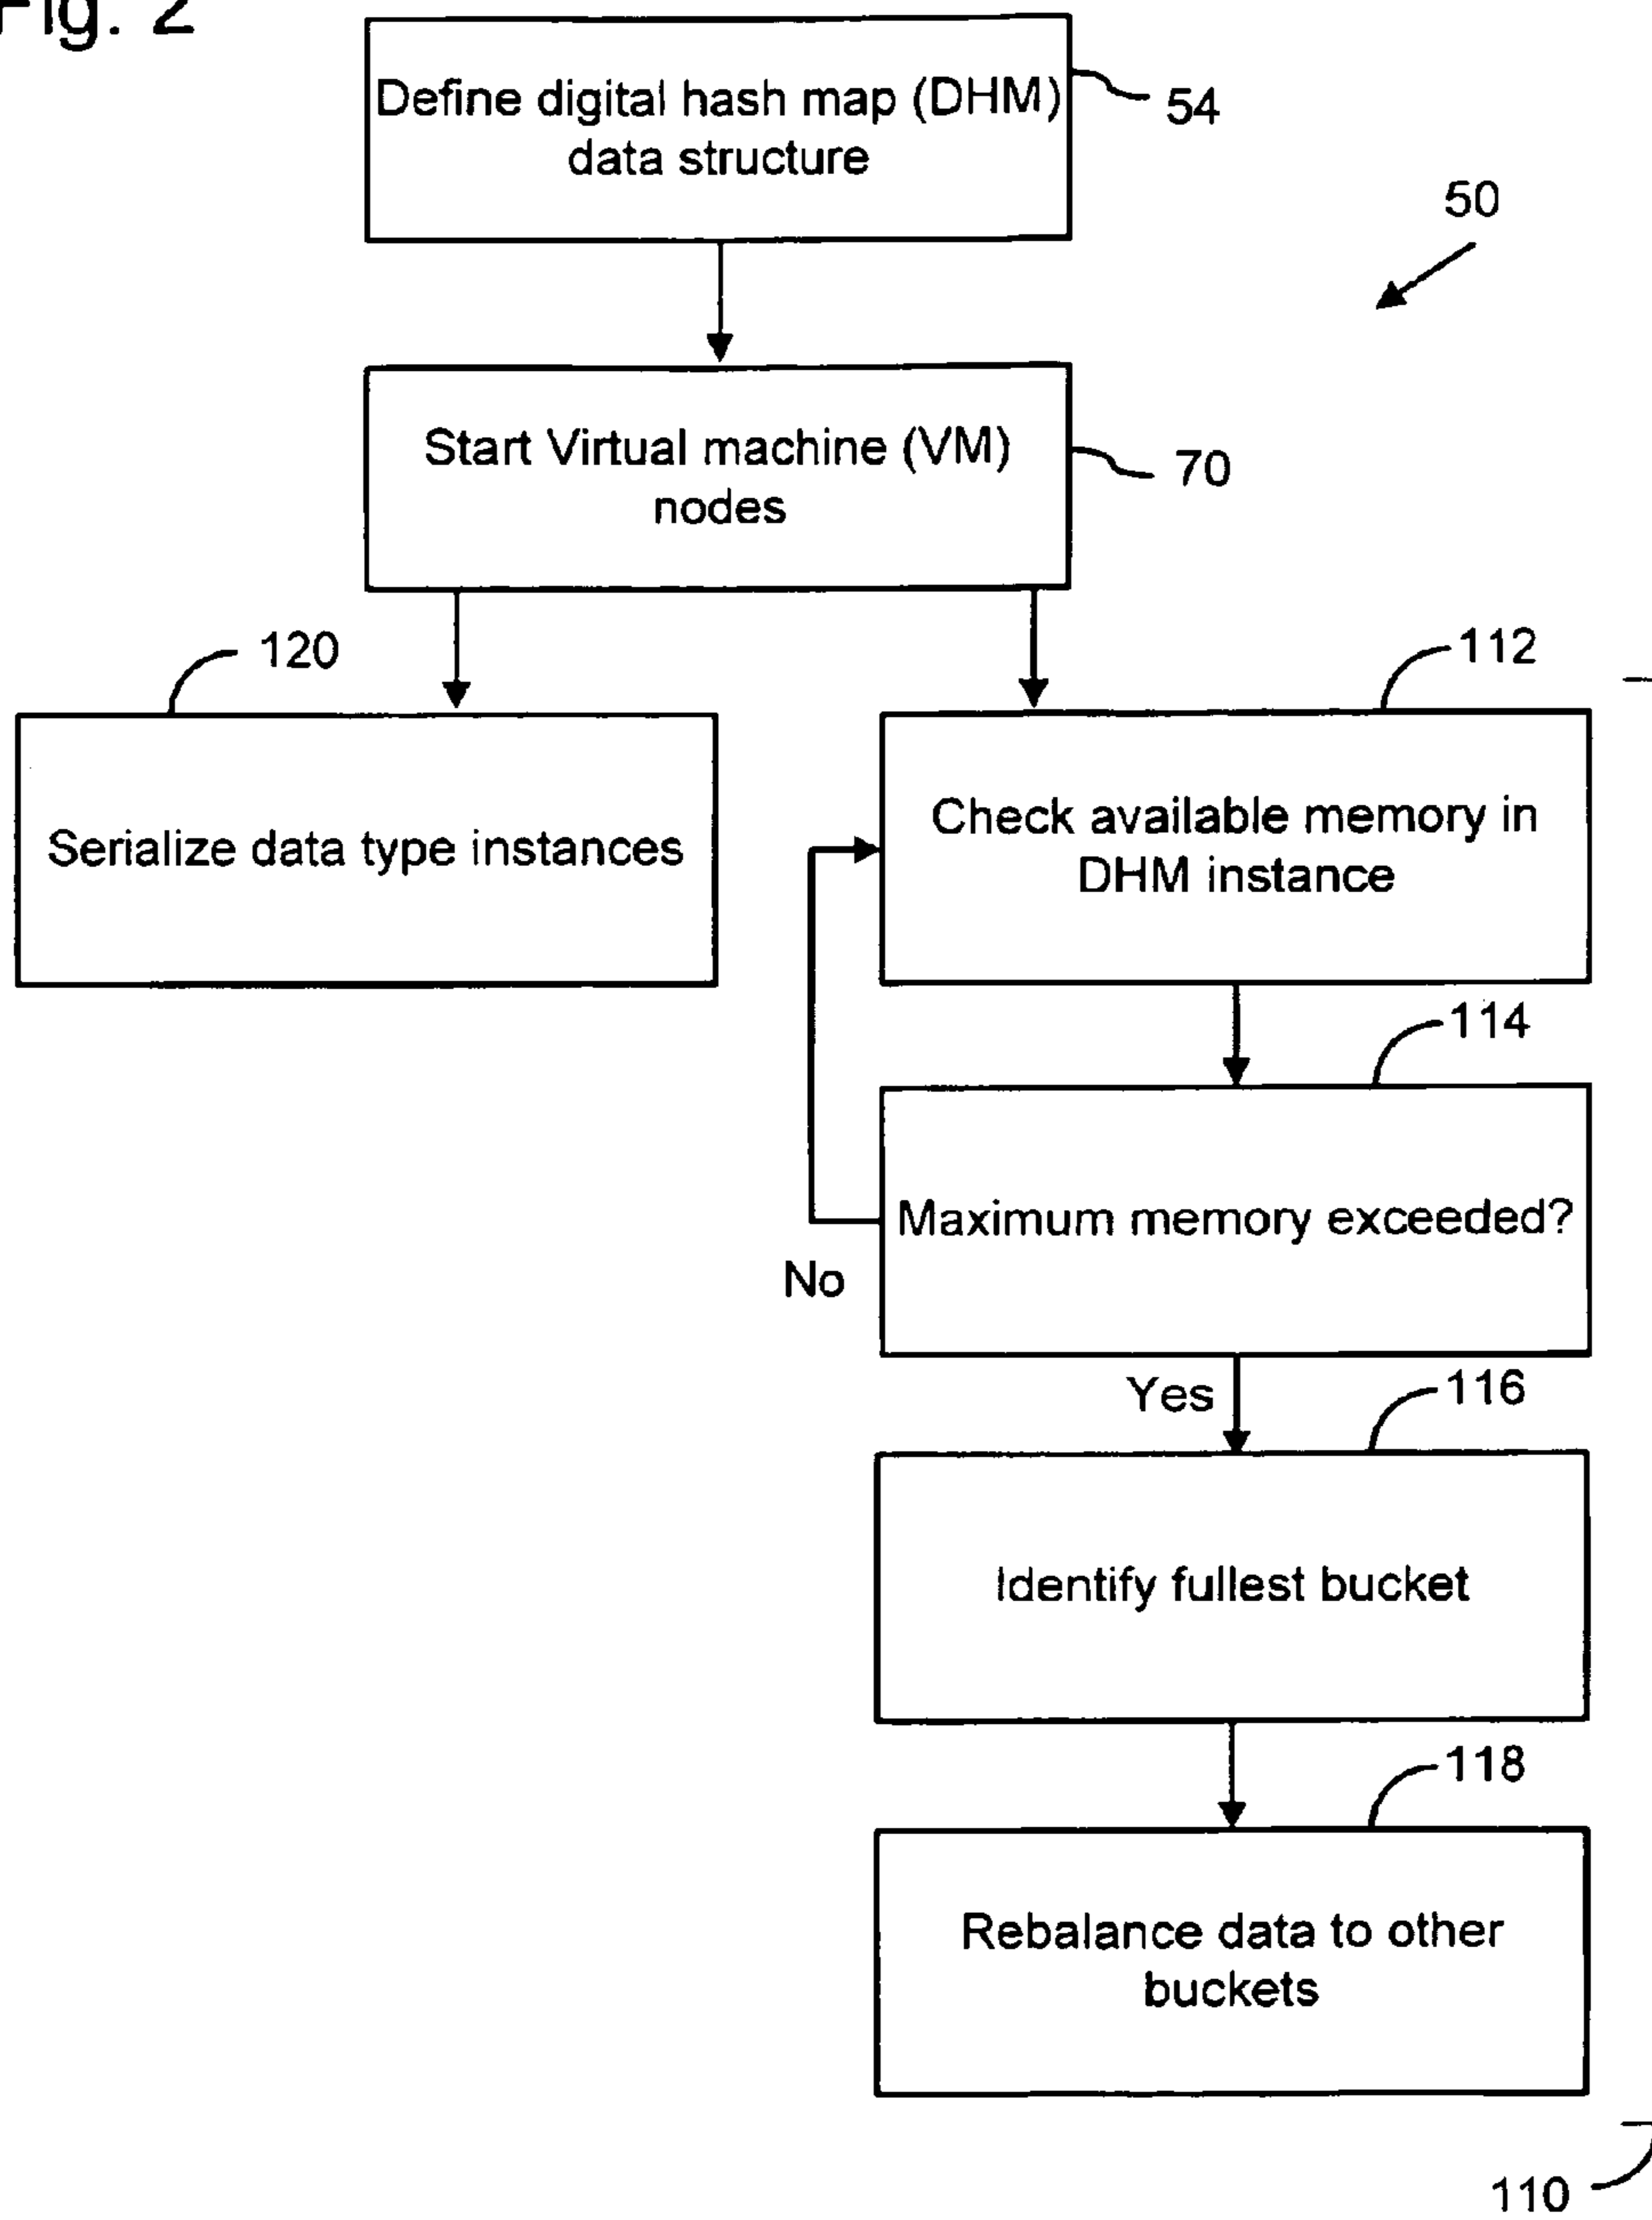 Fig. 2
Define digital hash map (DHM)
data structure
54
50
Start Virtual machine (VM)
nodes
70
120
112
Serialize data type instances
Check available memory in
DHM instance
114
Maximum memory exceeded?
No
Yes
116
Identify fullest bucket
118
Rebalance data to other
buckets
110